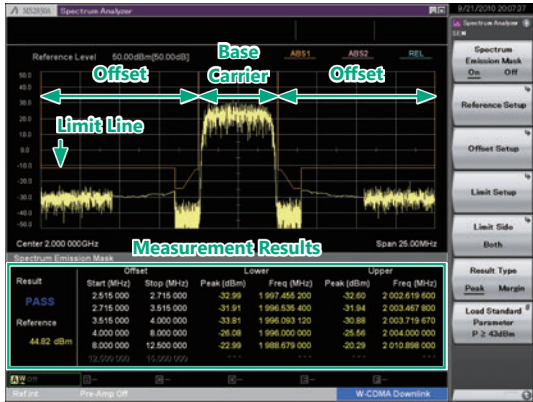 MS2830A Spectrum Analyzer
9/21/2010 20:07:37
Spectrum Analyzer
SEM
Reference Level 50.00dBm[50.00dB]
ABS1 ABS2 REL
Base
Carrier
Offset
Offset
Limit Line
50.0
40.0
30.0
20.0
10.0
0.0
-10.0
-20.0
-30.0
-40.0
-50.0
Center 2.000 000GHz
Span 25.00MHz
Measurement Results
Spectrum Emission Mask
Offset Lower Upper
Result Start (MHz) Stop (MHz) Peak (dBm) Freq (MHz) Peak (dBm) Freq (MHz)
PASS
Reference
44.82 dBm
2.515 000 2.715 000 -32.99 1 997.455 200 -32.60 2 002.619 600
2.715 000 3.515 000 -31.91 1 996.536 400 -31.94 2 003.467 800
3.515 000 4.000 000 -33.81 1 996.093 120 -30.88 2 003.719 670
4.000 000 8.000 000 -26.08 1 996.000 000 -25.56 2 004.000 000
8.000 000 12.500 000 -22.99 1 988.679 000 -20.29 2 010.898 000
12.500 000 15.000 000 *** *** *** ***
Ref.Int Pre-Amp Off
W-CDMA Downlink
Spectrum
Emission Mask
On Off
Reference Setup
Offset Setup
Limit Setup
Limit Side
Both
Result Type
Peak Margin
Load Standard
Parameter
P ≥ 43dBm